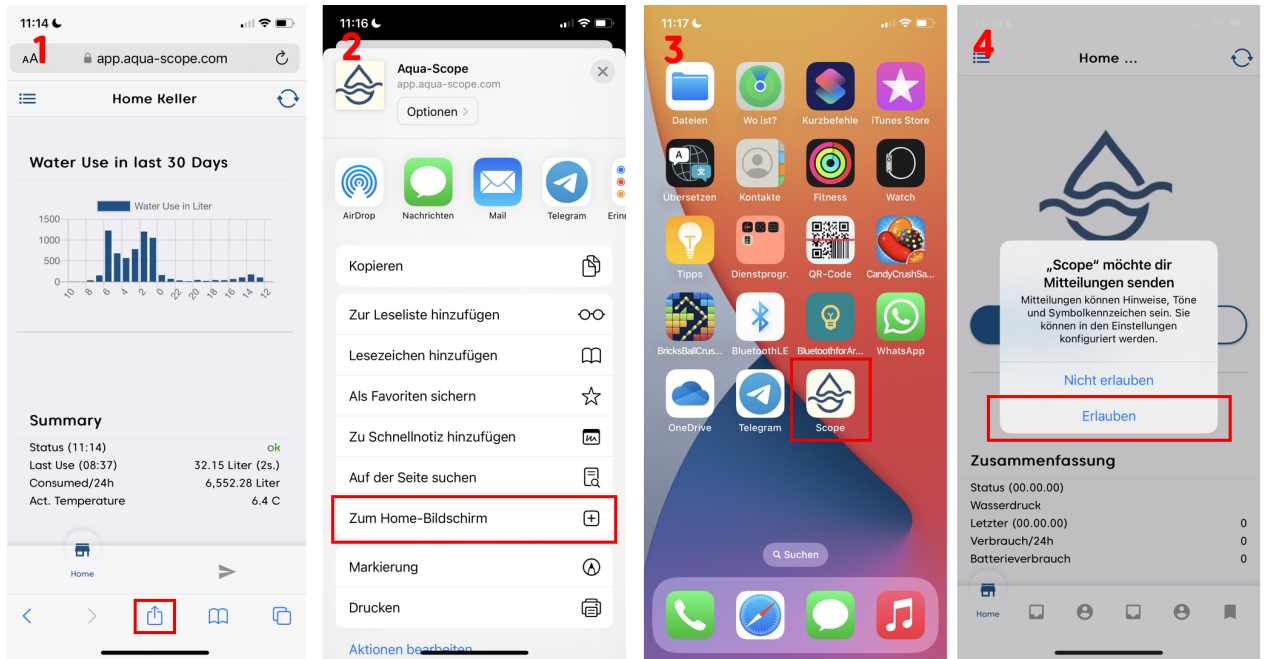 11:14
1
AA app.aqua-scope.com
Home Keller
Water Use in last 30 Days
Water Use in Liter
1500
1000
500
0
10 8 6 4 2 0 22 20 18 16 14 12
Summary
Status (11:14) ok
Last Use (08:37) 32.15 Liter (2s.)
Consumed/24h 6,552.28 Liter
Act. Temperature 6.4 C
Home
11:16
2
Aqua-Scope
app.aqua-scope.com
Optionen
AirDrop Nachrichten Mail Telegram
Kopieren
Zur Leseliste hinzufügen
Lesezeichen hinzufügen
Als Favoriten sichern
Zu Schnellnotiz hinzufügen
Auf der Seite suchen
Zum Home-Bildschirm
Markierung
Drucken
Aktionen bearbeiten
11:17
3
Dateien Wo ist? Kurzbefehle iTunes Store
Übersetzen Kontakte Fitness Watch
Tipps Dienstprogr. QR-Code CandyCrushSa...
BricksBallCrus... BluetoothLE BluetoothforAr... WhatsApp
OneDrive Telegram Scope
Suchen
4
Home ...
„Scope" möchte dir
Mitteilungen senden
Mitteilungen können Hinweise, Töne
und Symbolkennzeichen sein. Sie
können in den Einstellungen
konfiguriert werden.
Nicht erlauben
Erlauben
Zusammenfassung
Status (00.00.00)
Wasserdruck
Letzter (00.00.00) 0
Verbrauch/24h 0
Batterieverbrauch 0
Home